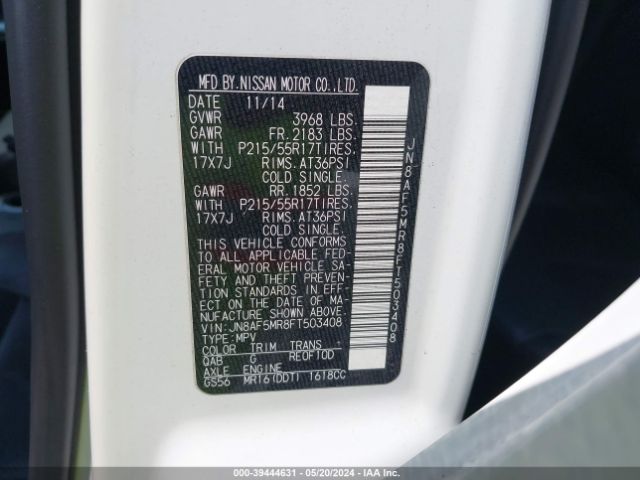 MFD BY. NISSAN MOTOR CO., LTD.
DATE 11/14
GVWR 3968 LBS.
GAWR FR. 2183 LBS.
WITH P215/55R17TIRES,
17X7J RIMS. AT36PSI
COLD SINGLE.
GAWR RR. 1852 LBS.
WITH P215/55R17TIRES,
17X7J RIMS. AT36PSI
COLD SINGLE.
THIS VEHICLE CONFORMS
TO ALL APPLICABLE FED-
ERAL MOTOR VEHICLE SA-
FETY AND THEFT PREVEN-
TION STANDARDS IN EFF-
ECT ON THE DATE OF MA-
NUFACTURE SHOWN ABOVE.
VIN: JN8AF5MR8FT503408
TYPE: MPV
COLOR TRIM TRANS
QAB G RE0F10D
AXLE ENGINE
GS56 MR16(DDT) 1618CC
JN8AF5MR8FT503408
000-39444631 - 05/20/2024 - IAA Inc.